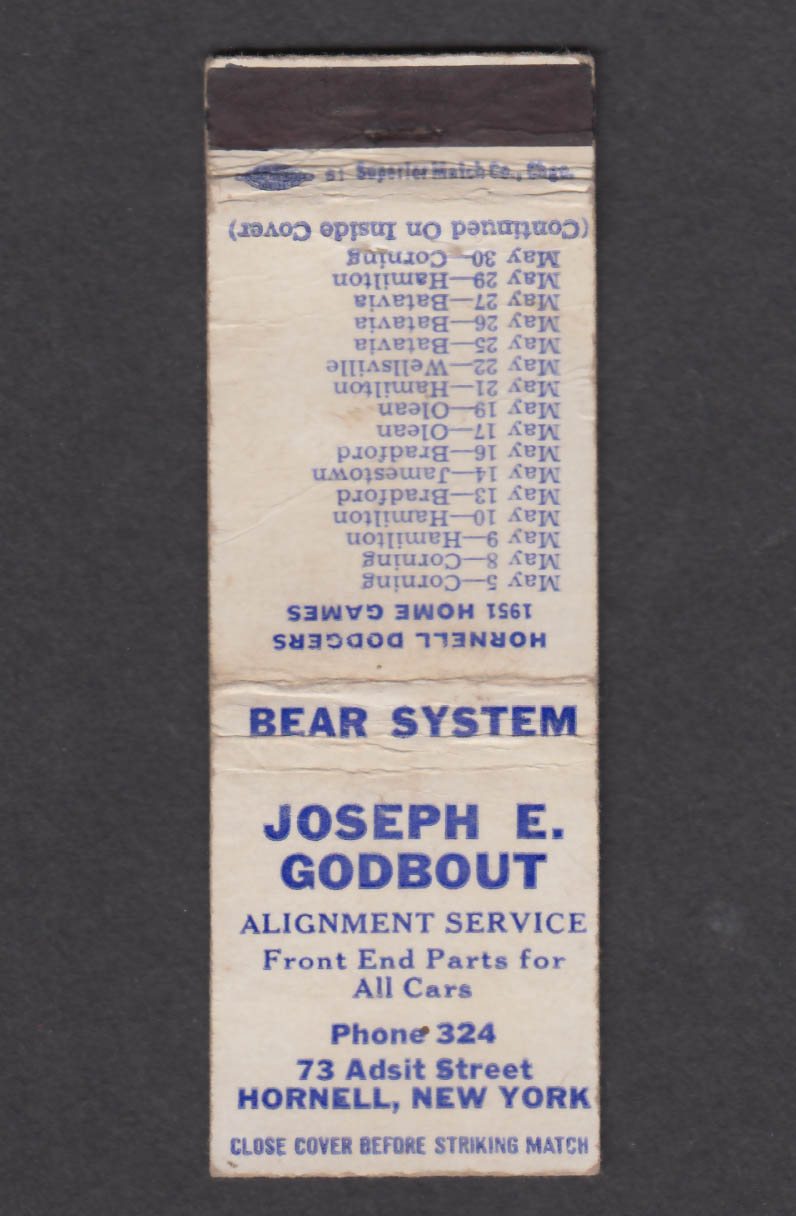 51 Superior Match Co., Chgo.
HORNELL DODGERS
1951 HOME GAMES
May 5—Corning
May 8—Corning
May 9—Hamilton
May 10—Hamilton
May 13—Bradford
May 14—Jamestown
May 16—Bradford
May 17—Olean
May 19—Olean
May 21—Hamilton
May 22—Wellsville
May 25—Batavia
May 26—Batavia
May 27—Batavia
May 29—Hamilton
May 30—Corning
(Continued On Inside Cover)
BEAR SYSTEM
JOSEPH E.
GODBOUT
ALIGNMENT SERVICE
Front End Parts for
All Cars
Phone 324
73 Adsit Street
HORNELL, NEW YORK
CLOSE COVER BEFORE STRIKING MATCH